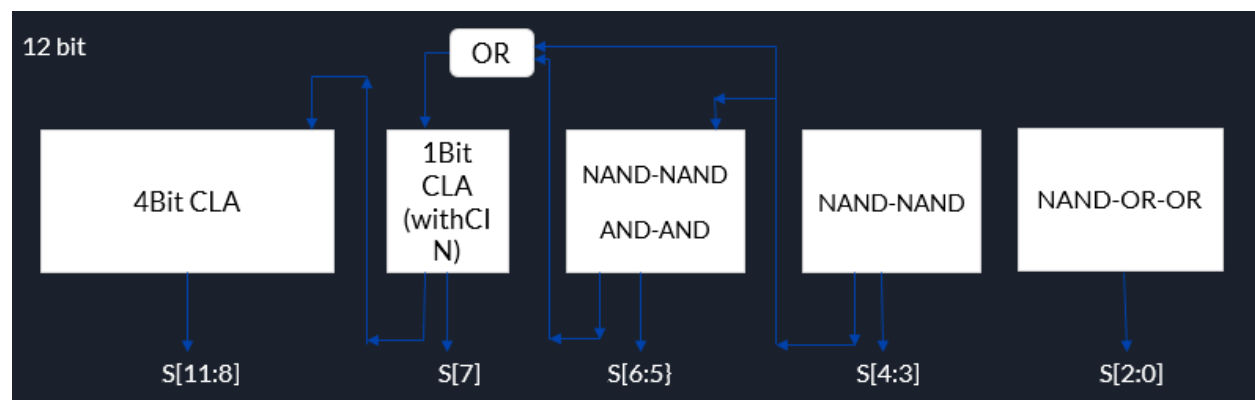 12 bit
OR
4Bit CLA
1Bit
CLA
(withCI
N)
NAND-NAND
AND-AND
NAND-NAND
NAND-OR-OR
S[11:8]
S[7]
S[6:5}
S[4:3]
S[2:0]